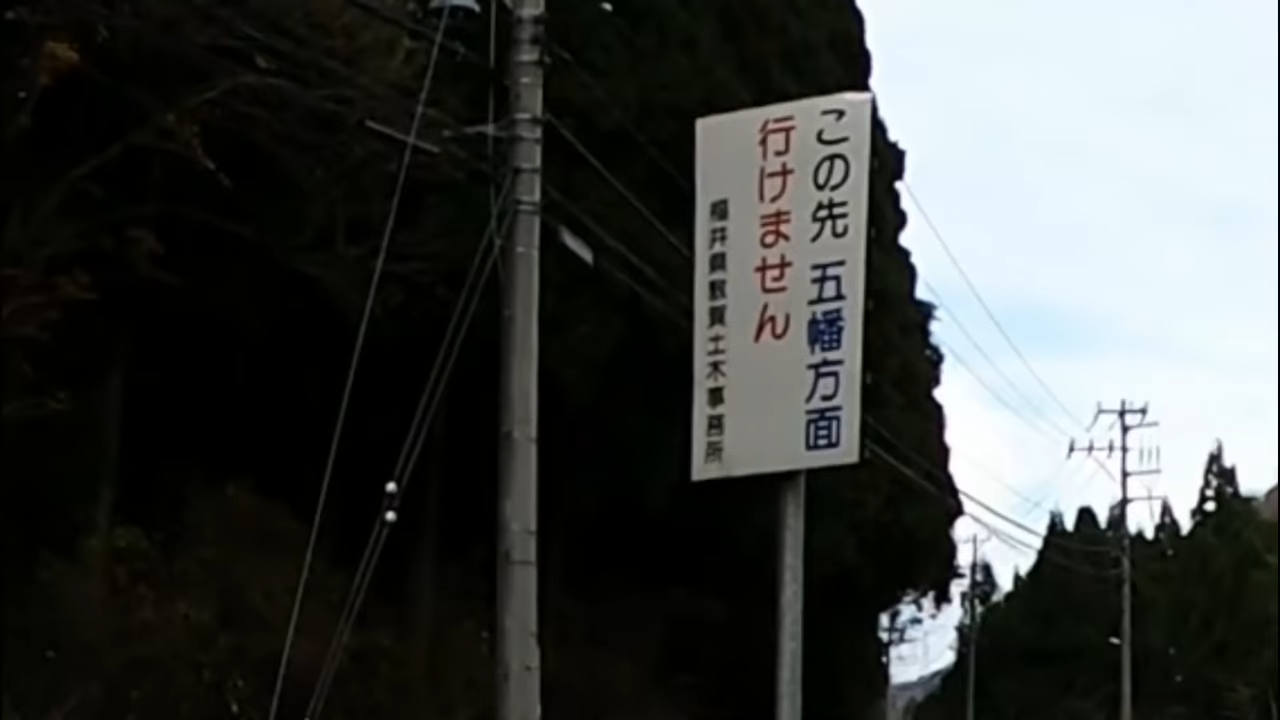 この先 五幡方面
行けません
福井県敦賀土木事務所